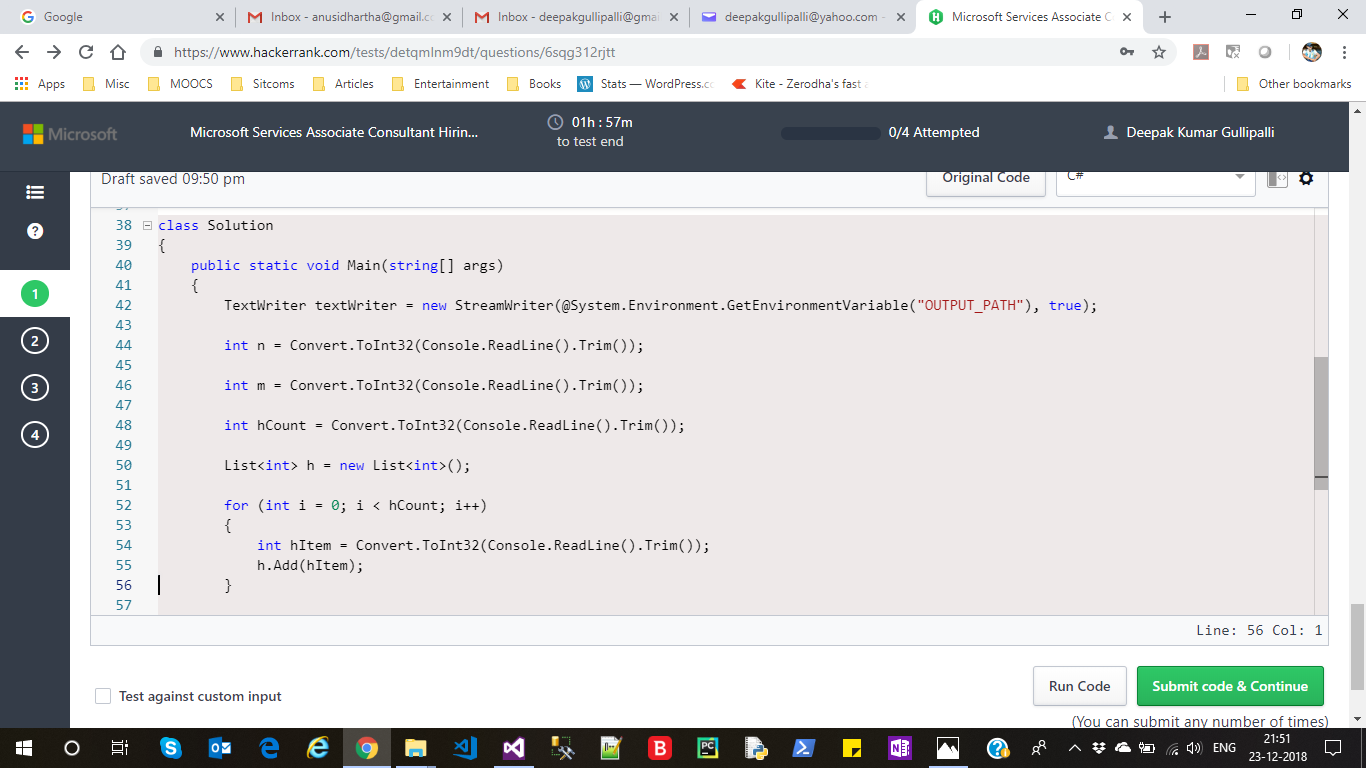 Google
Inbox - anusidhartha@gmail.co
Inbox - deepakgullipalli@gmai
deepakgullipalli@yahoo.com -
Microsoft Services Associate C
https://www.hackerrank.com/tests/detqmlnm9dt/questions/6sqg312rjtt
Apps
Misc
MOOCS
Sitcoms
Articles
Entertainment
Books
Stats — WordPress.co
Kite - Zerodha's fast a
Other bookmarks
Microsoft
Microsoft Services Associate Consultant Hirin...
01h : 57m
to test end
0/4 Attempted
Deepak Kumar Gullipalli
Draft saved 09:50 pm
Original Code
C#
1
2
3
4
37
38 class Solution
39 {
40 public static void Main(string[] args)
41 {
42 TextWriter textWriter = new StreamWriter(@System.Environment.GetEnvironmentVariable("OUTPUT_PATH"), true);
43
44 int n = Convert.ToInt32(Console.ReadLine().Trim());
45
46 int m = Convert.ToInt32(Console.ReadLine().Trim());
47
48 int hCount = Convert.ToInt32(Console.ReadLine().Trim());
49
50 List<int> h = new List<int>();
51
52 for (int i = 0; i < hCount; i++)
53 {
54 int hItem = Convert.ToInt32(Console.ReadLine().Trim());
55 h.Add(hItem);
56 }
57
Line: 56 Col: 1
Test against custom input
Run Code
Submit code & Continue
(You can submit any number of times)
ENG
21:51
23-12-2018